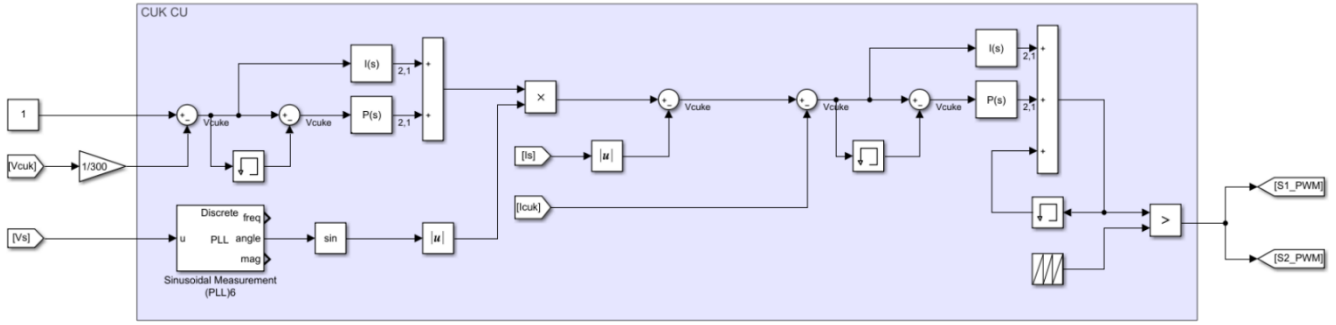 CUK CU
I(s)
2,1
+
I(s)
2,1
+
1
+
-
Vcuke
+
-
Vcuke
P(s)
2,1
+
×
+
-
Vcuke
+
-
Vcuke
+
-
Vcuke
P(s)
2,1
+
[Vcuk]
1/300
[Is]
|u|
+
[Icuk]
[S1_PWM]
[Vs]
Discrete
freq
u
PLL
angle
mag
sin
|u|
>
Sinusoidal Measurement
(PLL)6
[S2_PWM]